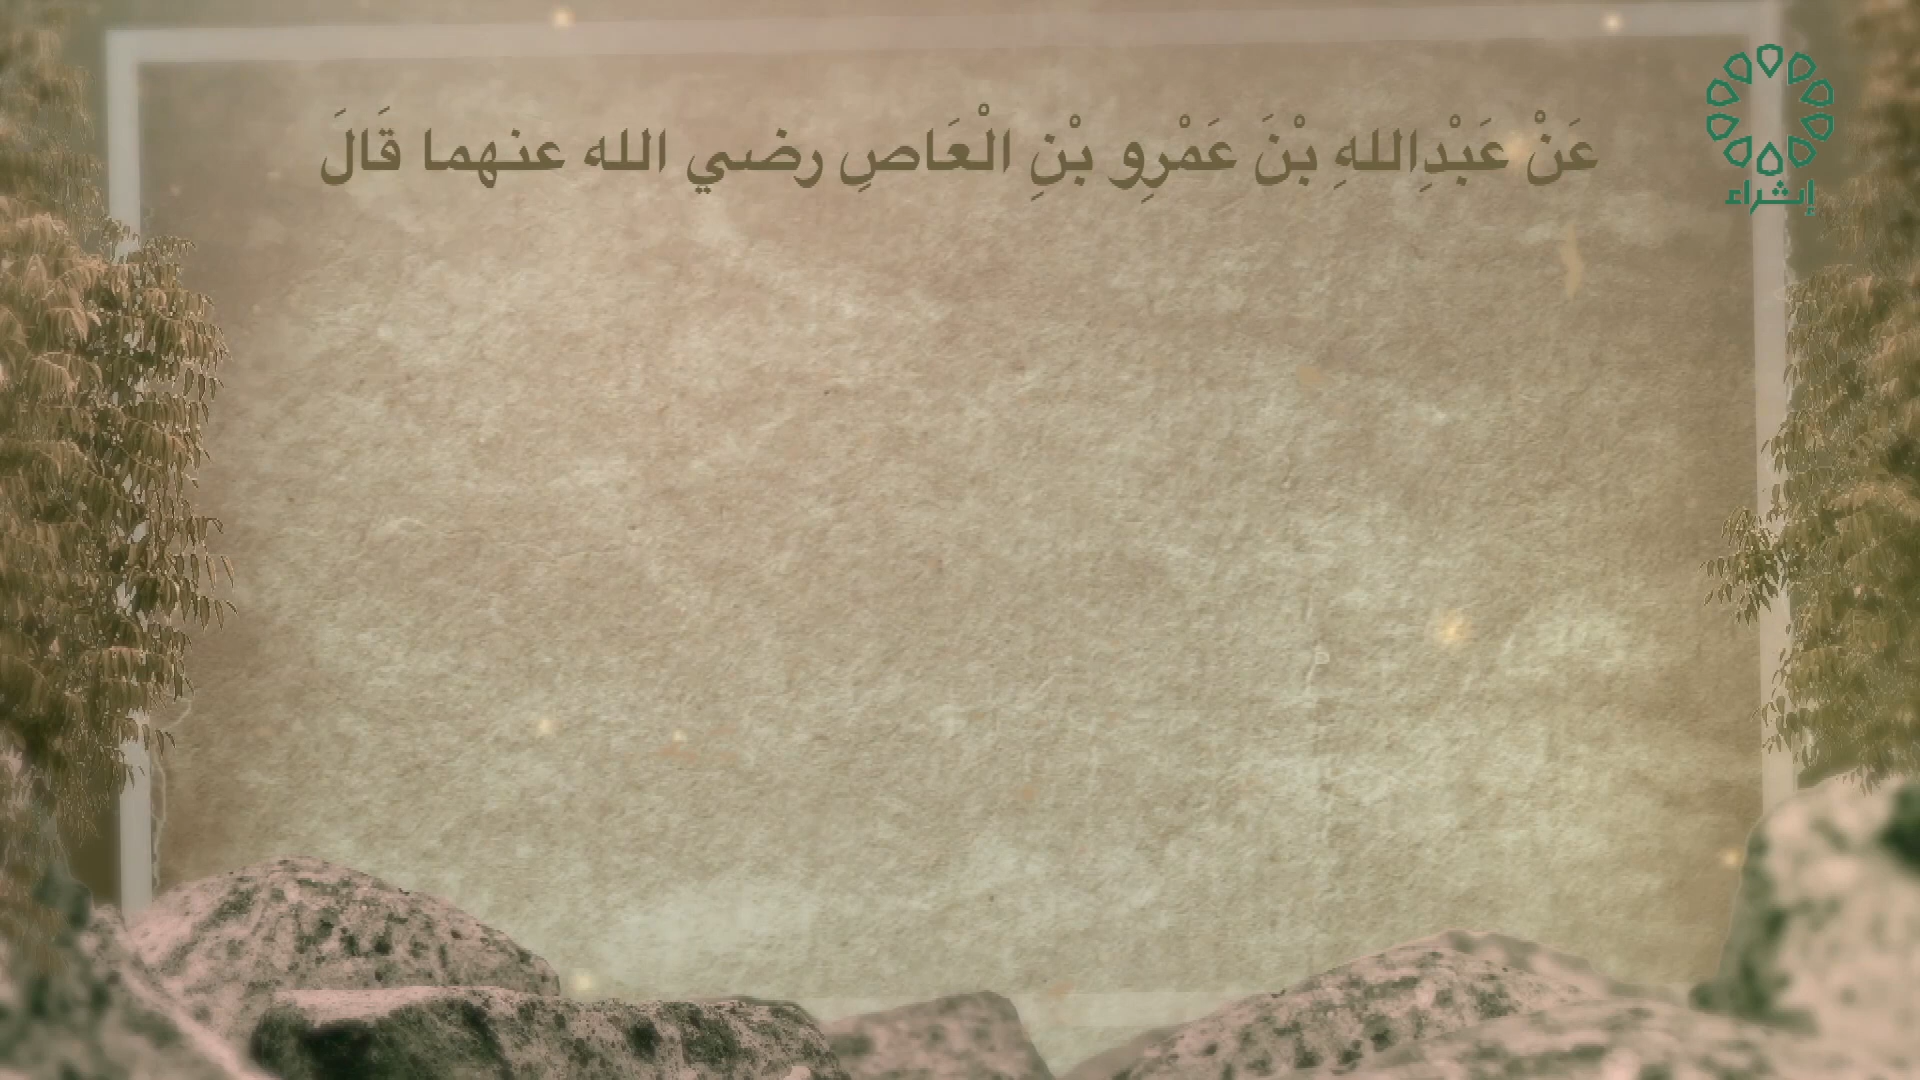 عَنْ عَبْدِاللهِ بْنَ عَمْرِو بْنِ الْعَاصِ رضي الله عنهما قَالَ
إثراء